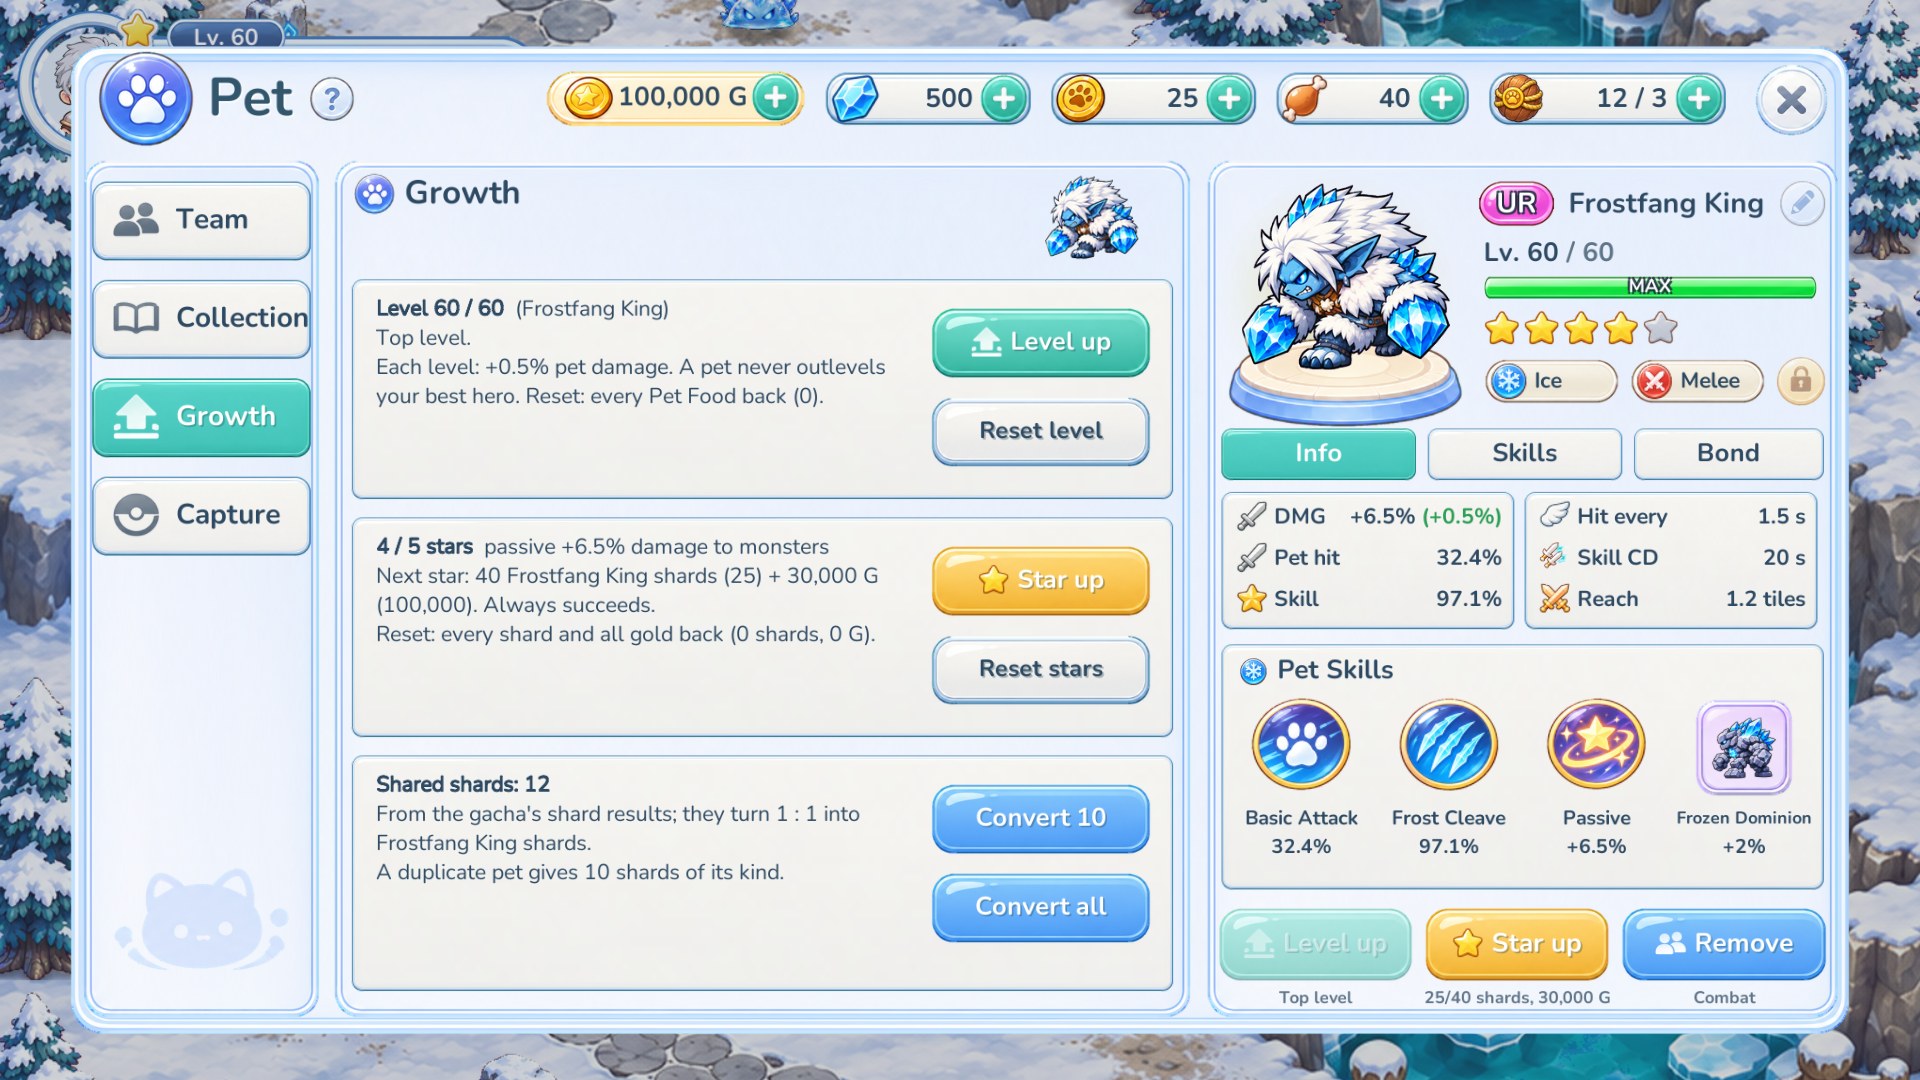 Lv. 60
Pet
?
100,000 G
500
25
40
12 / 3
Team
Collection
Growth
Capture
Growth
Level 60 / 60 (Frostfang King)
Top level.
Each level: +0.5% pet damage. A pet never outlevels
your best hero. Reset: every Pet Food back (0).
Level up
Reset level
4 / 5 stars passive +6.5% damage to monsters
Next star: 40 Frostfang King shards (25) + 30,000 G
(100,000). Always succeeds.
Reset: every shard and all gold back (0 shards, 0 G).
Star up
Reset stars
Shared shards: 12
From the gacha's shard results; they turn 1 : 1 into
Frostfang King shards.
A duplicate pet gives 10 shards of its kind.
Convert 10
Convert all
UR Frostfang King
Lv. 60 / 60
MAX
Ice
Melee
Info
Skills
Bond
DMG +6.5% (+0.5%)
Pet hit 32.4%
Skill 97.1%
Hit every 1.5 s
Skill CD 20 s
Reach 1.2 tiles
Pet Skills
Basic Attack
32.4%
Frost Cleave
97.1%
Passive
+6.5%
Frozen Dominion
+2%
Level up
Top level
Star up
25/40 shards, 30,000 G
Remove
Combat